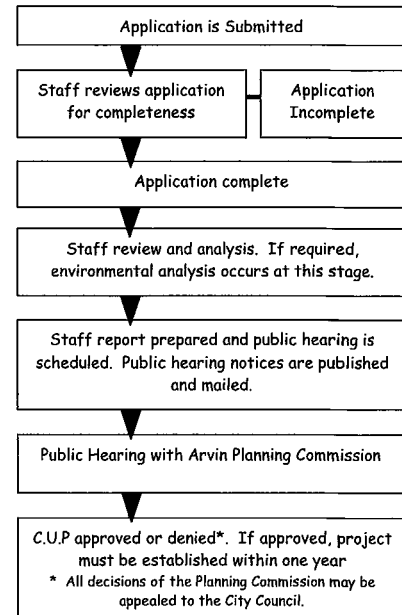 Application is Submitted
Staff reviews application
for completeness
Application
Incomplete
Application complete
Staff review and analysis. If required,
environmental analysis occurs at this stage.
Staff report prepared and public hearing is
scheduled. Public hearing notices are published
and mailed.
Public Hearing with Arvin Planning Commission
C.U.P approved or denied*. If approved, project
must be established within one year
* All decisions of the Planning Commission may be
appealed to the City Council.